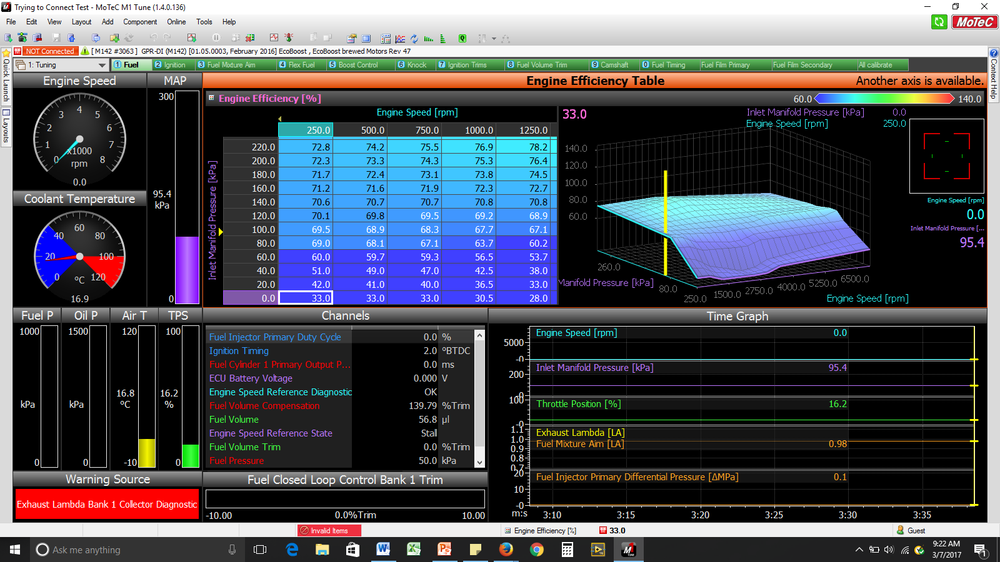 Trying to Connect Test - MoTeC M1 Tune (1.4.0.136)
File Edit View Layout Add Component Online Tools Help
MoTeC
NOT Connected [ M142 #3063 ] GPR-DI (M142) [01.05.0003, February 2016] EcoBoost , EcoBoost brewed Motors Rev 47
Quick Launch
Layouts
Context Help
1: Tuning 1 Fuel 2 Ignition 3 Fuel Mixture Aim 4 Flex Fuel 5 Boost Control 6 Knock 7 Ignition Trims 8 Fuel Volume Trim 9 Camshaft 0 Fuel Timing Fuel Film Primary Fuel Film Secondary All calibrate
Engine Speed
0 1 2 3 4 5 6 7 8
x1000
rpm
0.0
MAP
300
95.4
kPa
0
Coolant Temperature
0 20 40 60 80 100 120
ºC
16.9
Engine Efficiency Table Another axis is available.
Engine Efficiency [%] 60.0 140.0
Engine Speed [rpm]
Inlet Manifold Pressure [kPa]
250.0 500.0 750.0 1000.0 1250.0
220.0 72.8 74.2 75.5 76.9 78.2
200.0 72.3 73.3 74.3 75.3 76.4
180.0 71.7 72.4 73.1 73.8 74.5
160.0 71.2 71.6 71.9 72.3 72.7
140.0 70.6 70.7 70.7 70.8 70.8
120.0 70.1 69.8 69.5 69.2 68.9
100.0 69.5 68.9 68.3 67.7 67.1
80.0 69.0 68.1 67.1 63.7 60.2
60.0 60.0 59.7 59.3 56.5 53.7
40.0 51.0 49.0 47.0 42.5 38.0
20.0 42.0 41.0 40.0 36.5 33.0
0.0 33.0 33.0 33.0 30.5 28.0
33.0
Inlet Manifold Pressure [kPa] 0.0
Engine Speed [rpm] 250.0
140.0
120.0
100.0
80.0
60.0
260.0
Manifold Pressure [kPa] 80.0
250.0 1500.0 2750.0 4000.0 5250.0 6500.0
Engine Speed [rpm]
Engine Speed [rpm]
0.0
Inlet Manifold Pressure [...
95.4
Fuel P Oil P Air T TPS
1000 1500 120 100
kPa kPa 16.8 ºC 16.2 %
0 0 -10 0
Channels
Fuel Injector Primary Duty Cycle 0.0 %
Ignition Timing 2.0 ºBTDC
Fuel Cylinder 1 Primary Output P... 0.0 ms
ECU Battery Voltage 0.000 V
Engine Speed Reference Diagnostic OK
Fuel Volume Compensation 139.79 %Trim
Fuel Volume 56.8 µl
Engine Speed Reference State Stall
Fuel Volume Trim 0.0 %Trim
Fuel Pressure 50.0 kPa
Time Graph
Engine Speed [rpm] 0.0
5000
-0
Inlet Manifold Pressure [kPa] 95.4
200
-0
100
Throttle Position [%] 16.2
-0
1.1
Exhaust Lambda [LA]
1.0
Fuel Mixture Aim [LA] 0.98
0.9
0.8
0.7
20
Fuel Injector Primary Differential Pressure [ΔMPa] 0.1
10
-0
m:s 3:10 3:15 3:20 3:25 3:30 3:35
Warning Source
Exhaust Lambda Bank 1 Collector Diagnostic
Fuel Closed Loop Control Bank 1 Trim
-10.00 0.0%Trim 10.00
Invalid Items Engine Efficiency [%] 33.0 Guest
Ask me anything
9:22 AM
3/7/2017
1